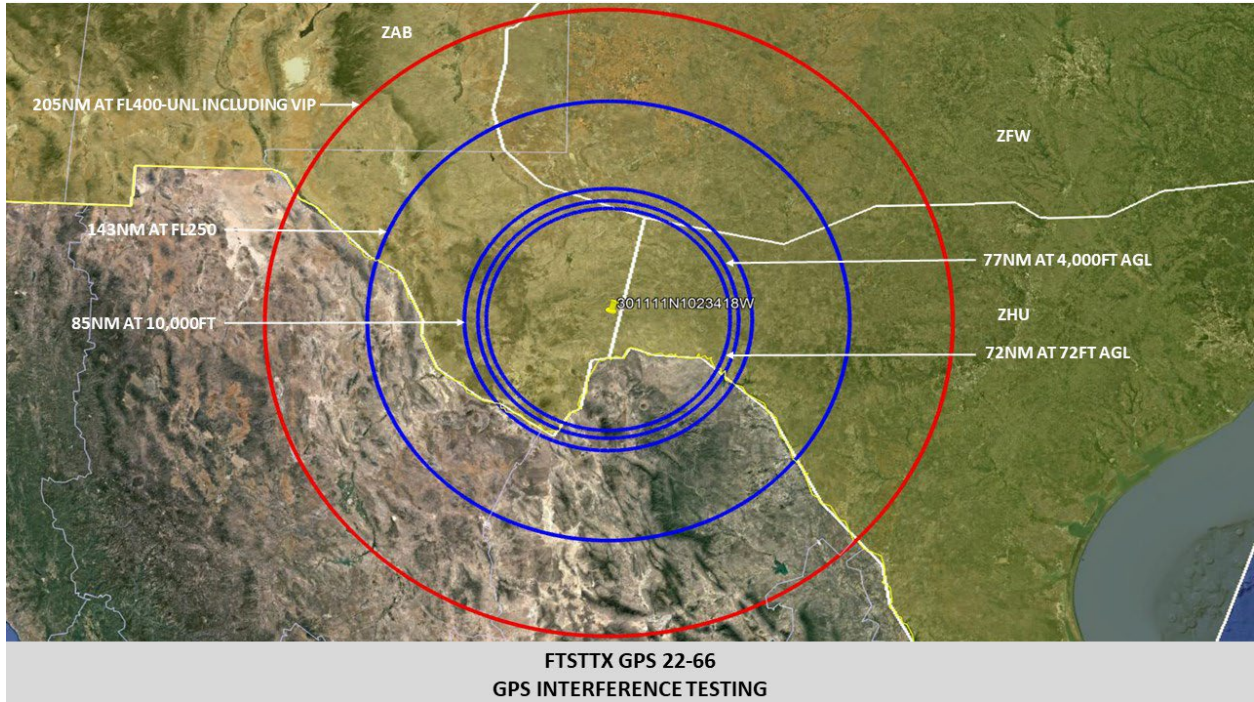 ZAB
205NM AT FL400-UNL INCLUDING VIP
ZFW
143NM AT FL250
77NM AT 4,000FT AGL
301111N1023418W
ZHU
85NM AT 10,000FT
72NM AT 72FT AGL
FTSTTX GPS 22-66
GPS INTERFERENCE TESTING